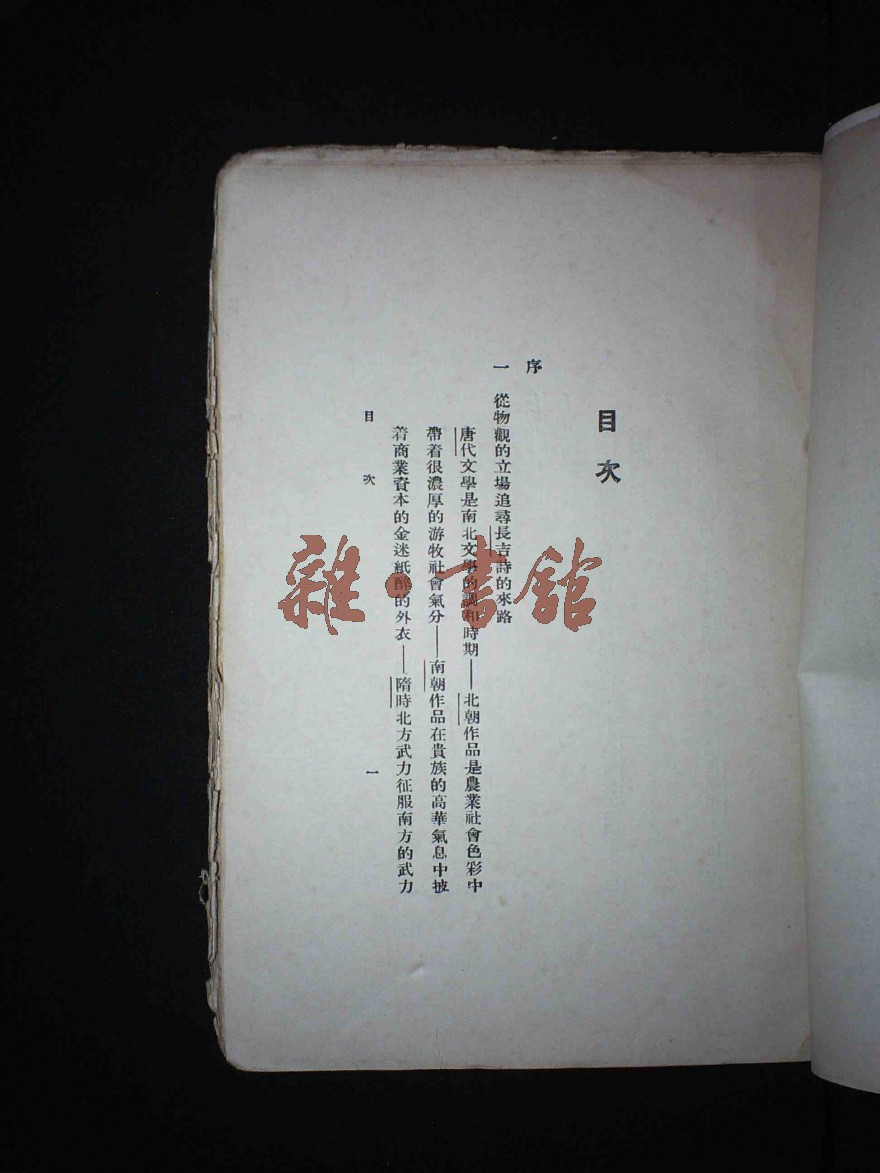 目次
序
一 從物觀的立場追尋長吉詩的來路
唐代文學是南北文學的調和時期——北朝作品是農業社會色彩中
帶着很濃厚的游牧社會氣分——南朝作品在貴族的高華氣息中披
着商業資本的金迷紙醉的外衣——隋時北方武力征服南方的武力
目次 一
雜·書館